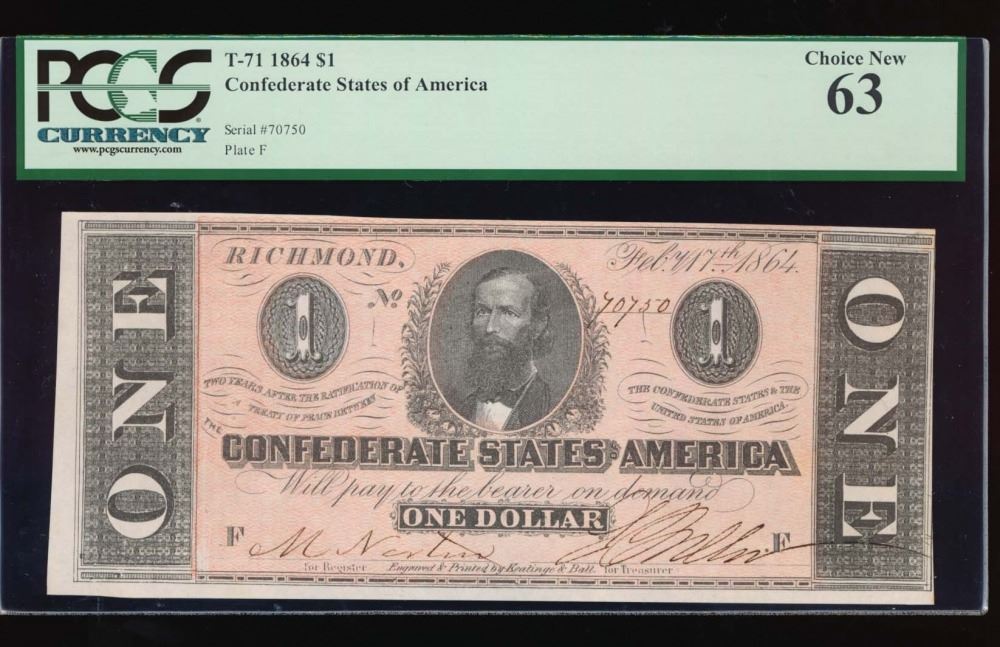 PCGS
CURRENCY
www.pcgscurrency.com
T-71 1864 $1
Confederate States of America
Serial #70750
Plate F
Choice New
63
ONE
RICHMOND.
Feb.y 17th 1864.
1
No
70750
1
TWO YEARS AFTER THE RATIFICATION OF
A TREATY OF PEACE BETWEEN
THE CONFEDERATE STATES & THE
UNITED STATES OF AMERICA.
THE
CONFEDERATE STATES OF AMERICA
Will pay to the bearer on demand
ONE DOLLAR
F
F
for Register
Engraved & Printed by Keatinge & Ball.
for Treasurer
ONE